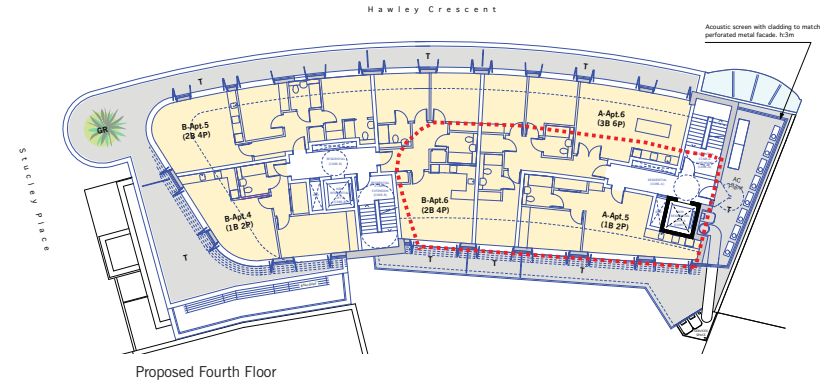 Hawley Crescent
Acoustic screen with cladding to match
perforated metal facade. h:3m
T
T
T
B-Apt.5
(2B 4P)
A-Apt.6
(3B 6P)
GR
Stucley Place
AC
B-Apt.4
(1B 2P)
B-Apt.6
(2B 4P)
A-Apt.5
(1B 2P)
T
T
T
T
T
Proposed Fourth Floor